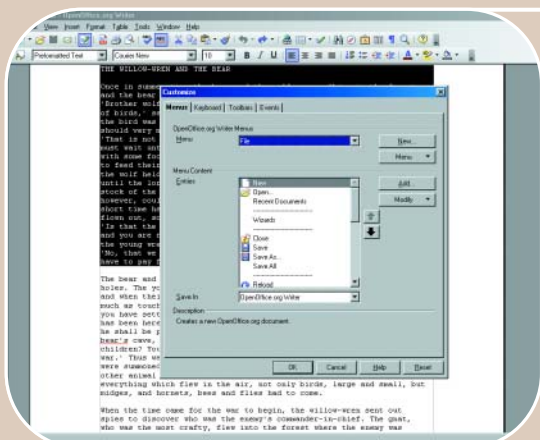 OpenOffice.org Writer
View Insert Format Table Tools Window Help
Preformatted Text Courier New 10 B I U
THE WILLOW-WREN AND THE BEAR
Once in summe
and the bear
'Brother wolf
of birds,' sa
the bird was
should very m
'That is not
must wait unt
with some foo
to feed their
the wolf held
until the lor
stock of the
however, coul
short time ha
flown out, a
'Is that the
and you are
the young wre
'No, that we
have to pay f
Customize
Menus Keyboard Toolbars Events
OpenOffice.org Writer Menus
Menu File New...
Menu
Menu Content
Entries New Add...
Open... Modify
Recent Documents
Wizards
Close
Save
Save As...
Save All
Reload
Save In OpenOffice.org Writer
Description
Creates a new OpenOffice.org document.
OK Cancel Help Reset
The bear and
holes. The yo
and when thei
much as touch
you have sett
has been here
he shall be p
bear's cave,
children? You
war.' Thus wa
were summoned
other animal
everything which flew in the air, not only birds, large and small, but
midges, and hornets, bees and flies had to come.
When the time came for the war to begin, the willow-wren sent out
spies to discover who was the enemy's commander-in-chief. The gnat,
who was the most crafty, flew into the forest where the enemy was